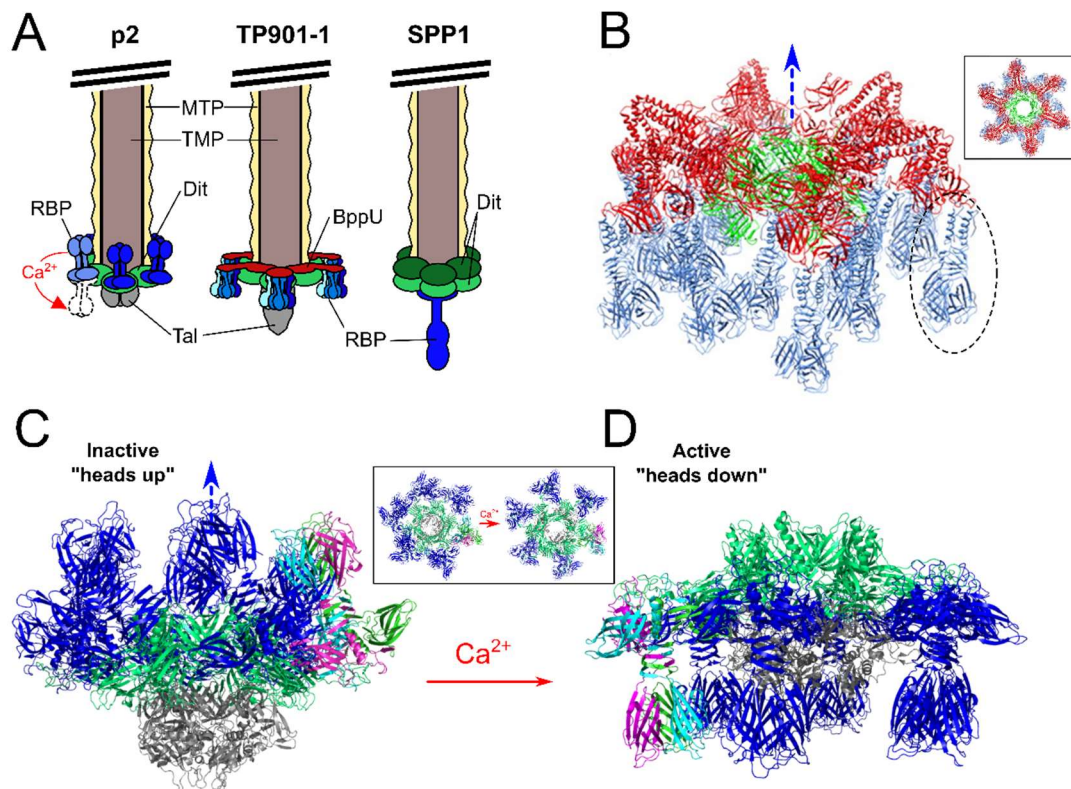 A
p2
TP901-1
SPP1
MTP
TMP
Dit
RBP
BppU
Dit
Ca²⁺
Tal
RBP
B
C
Inactive
"heads up"
Ca²⁺
D
Active
"heads down"
Ca²⁺